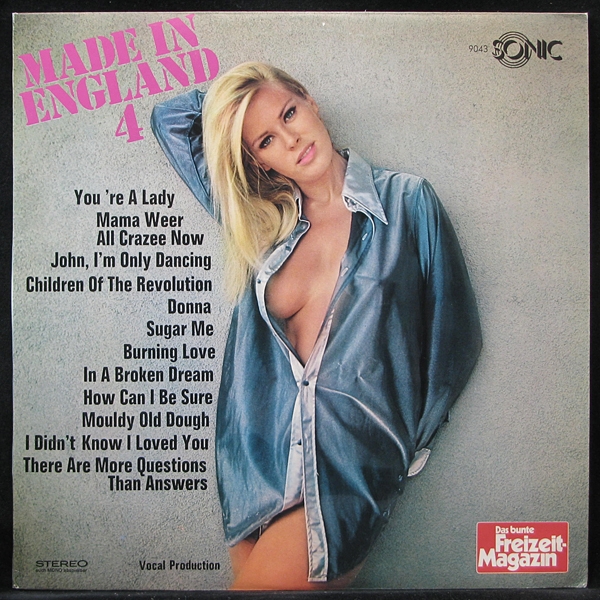 MADE IN
ENGLAND
4
9043 SONIC
You 're A Lady
Mama Weer
All Crazee Now
John, I'm Only Dancing
Children Of The Revolution
Donna
Sugar Me
Burning Love
In A Broken Dream
How Can I Be Sure
Mouldy Old Dough
I Didn't Know I Loved You
There Are More Questions
Than Answers
STEREO
Vocal Production
Das bunte
Freizeit-
Magazin